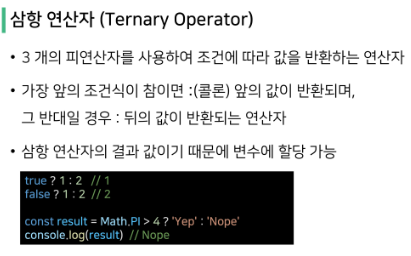 삼항 연산자 (Ternary Operator)
• 3 개의 피연산자를 사용하여 조건에 따라 값을 반환하는 연산자
• 가장 앞의 조건식이 참이면 :(콜론) 앞의 값이 반환되며,
그 반대일 경우 : 뒤의 값이 반환되는 연산자
• 삼항 연산자의 결과 값이기 때문에 변수에 할당 가능
true ? 1 : 2 // 1
false ? 1 : 2 // 2
const result = Math.PI > 4 ? 'Yep' : 'Nope'
console.log(result) // Nope